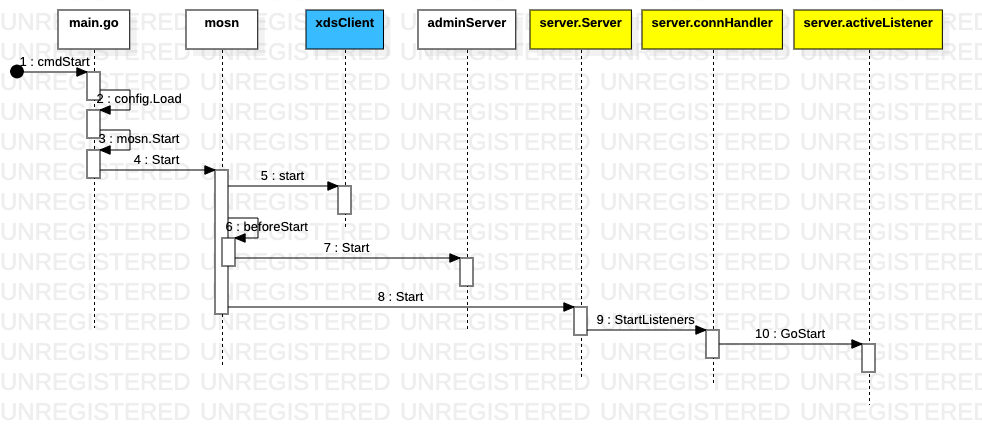 main.go
mosn
xdsClient
adminServer
server.Server
server.connHandler
server.activeListener
1 : cmdStart
2 : config.Load
3 : mosn.Start
4 : Start
5 : start
6 : beforeStart
7 : Start
8 : Start
9 : StartListeners
10 : GoStart
UNREGISTERED UNREGISTERED UNREGISTERED UNREGISTERED UNREGISTERED